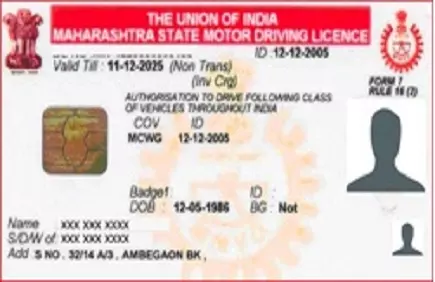 THE UNION OF INDIA
MAHARASHTRA STATE MOTOR DRIVING LICENCE
ID :12-12-2005
Valid Till : 11-12-2025 (Non Trans)
(Inv Crg)
FORM 7
RULE 16 (2)
AUTHORISATION TO DRIVE FOLLOWING CLASS
OF VEHICLES THROUGHOUT INDIA
COV ID
MCWG 12-12-2005
Badget: ID :
DOB : 12-05-1986 BG : Not
Name : xxx xxx xxxx
S/D/W of: xxx xxx xxxx
Add S NO . 32/14 A/3 , AMBEGAON BK ,